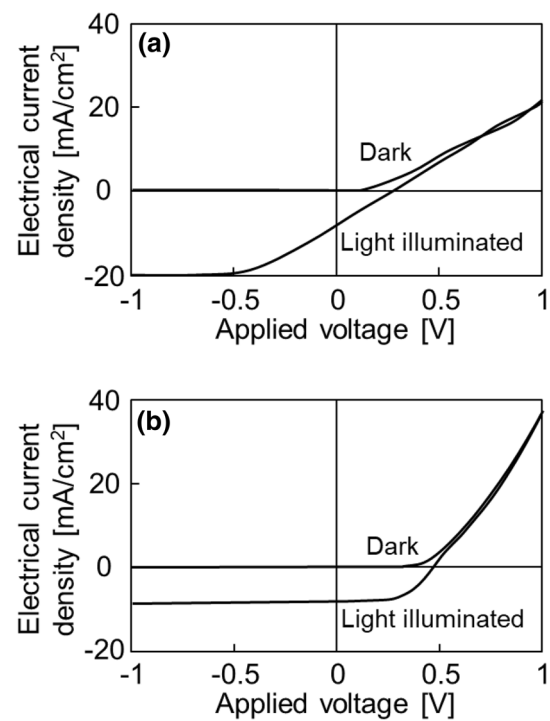 (a)
Electrical current
density [mA/cm²]
40
20
0
-20
Dark
Light illuminated
-1 -0.5 0 0.5 1
Applied voltage [V]
(b)
Electrical current
density [mA/cm²]
40
20
0
-20
Dark
Light illuminated
-1 -0.5 0 0.5 1
Applied voltage [V]